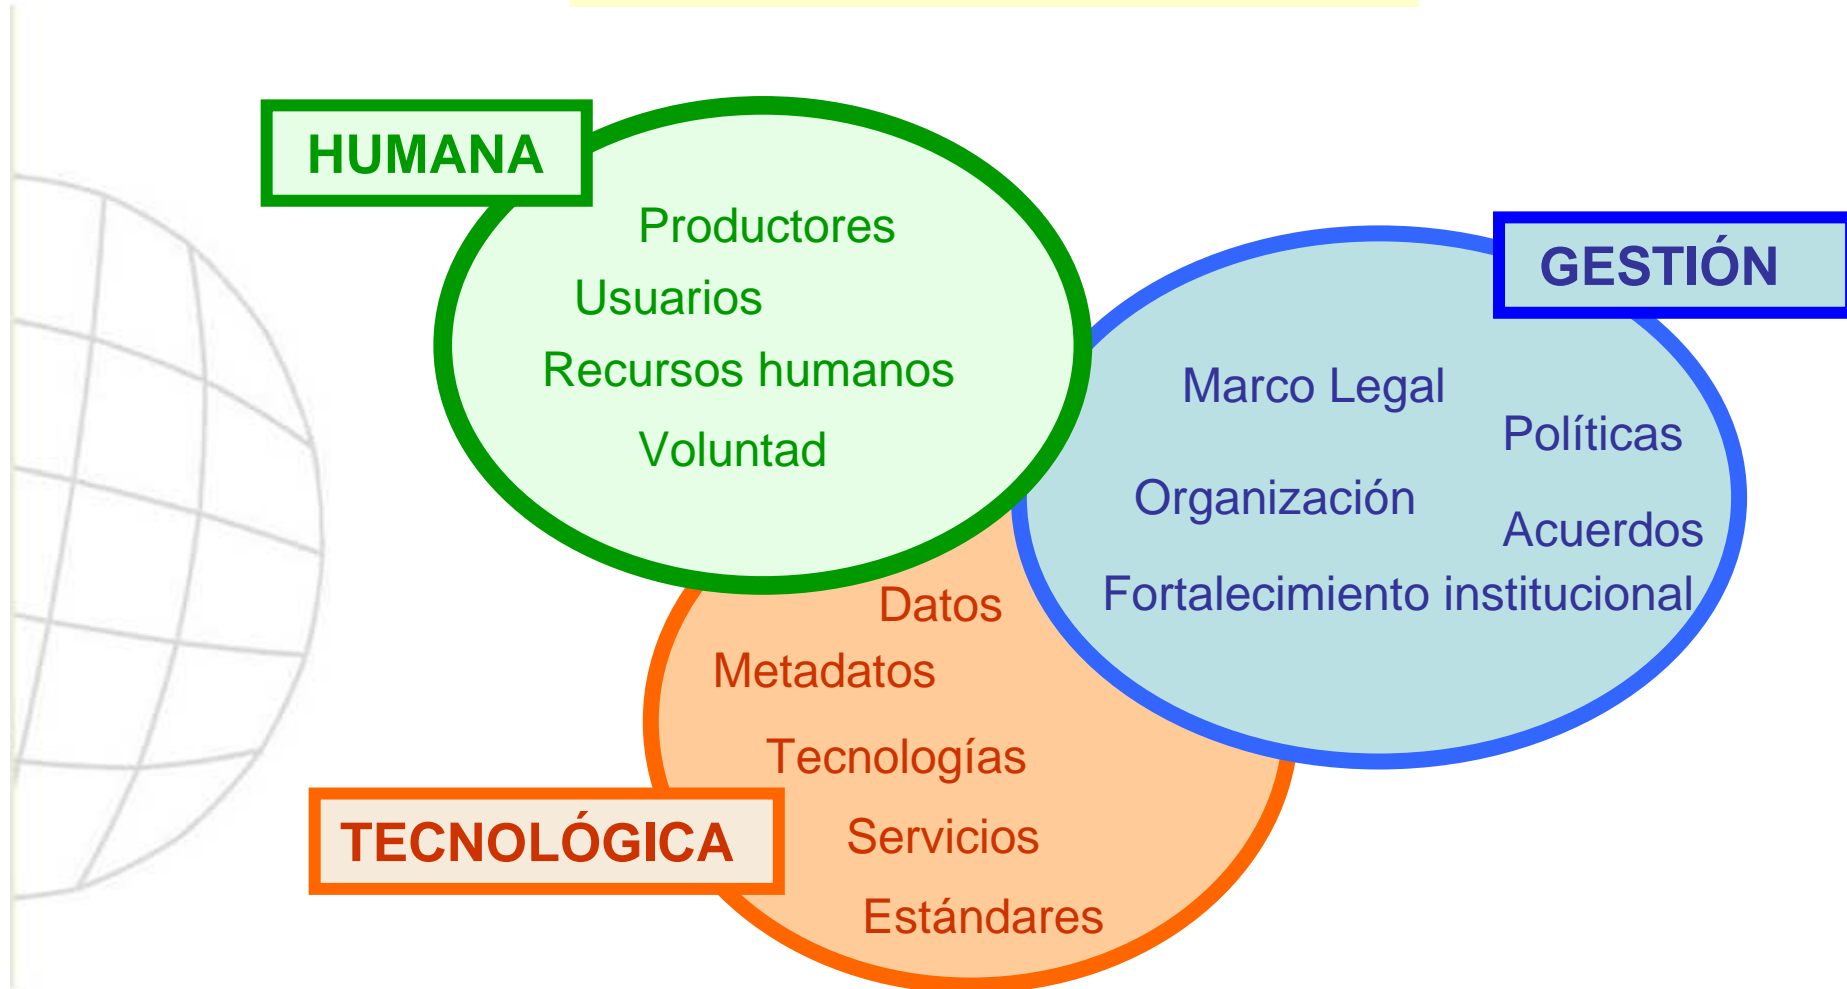 HUMANA
Productores
Usuarios
Recursos humanos
Voluntad
GESTIÓN
Marco Legal
Políticas
Organización
Acuerdos
Fortalecimiento institucional
Datos
Metadatos
Tecnologías
TECNOLÓGICA
Servicios
Estándares